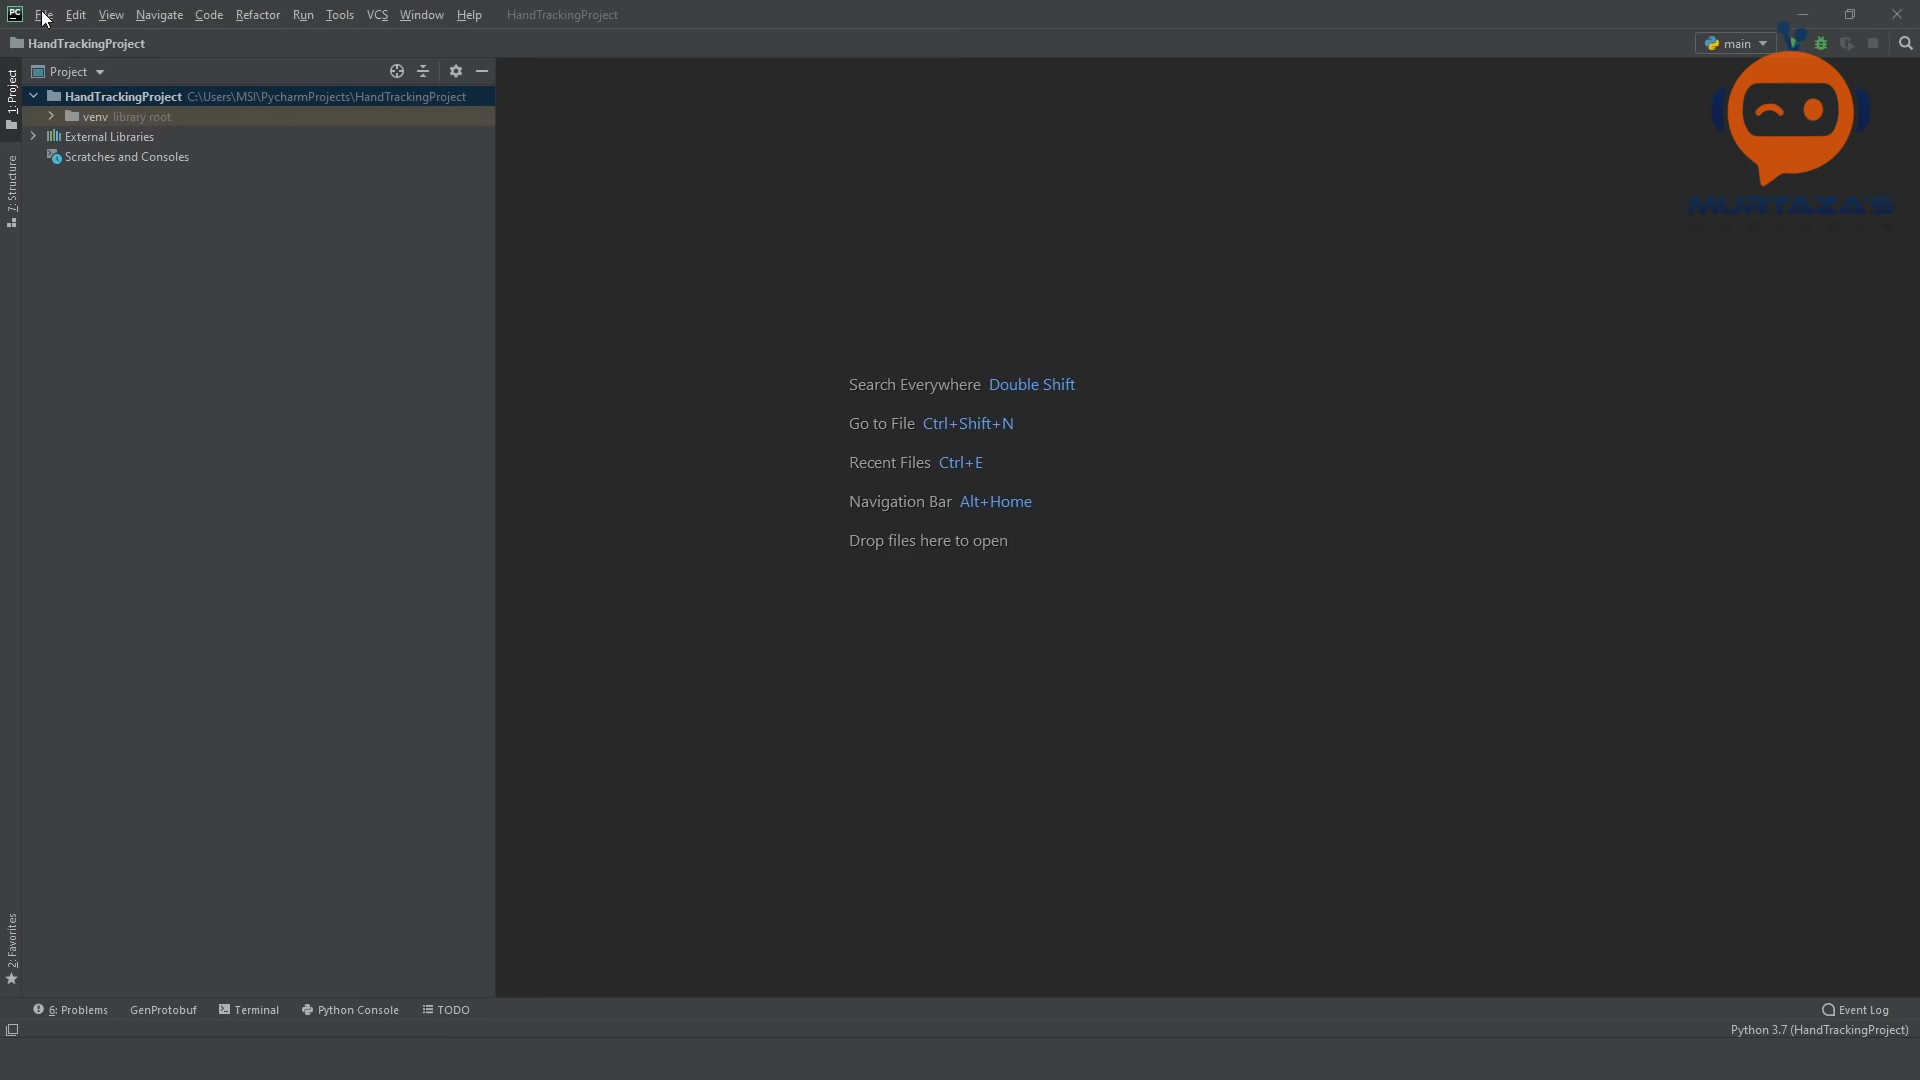 PC File Edit View Navigate Code Refactor Run Tools VCS Window Help HandTrackingProject
HandTrackingProject
main
Project
HandTrackingProject C:\Users\MSI\PycharmProjects\HandTrackingProject
venv library root
External Libraries
Scratches and Consoles
1: Project
7: Structure
2: Favorites
MURTAZA'S
Search Everywhere Double Shift
Go to File Ctrl+Shift+N
Recent Files Ctrl+E
Navigation Bar Alt+Home
Drop files here to open
6: Problems GenProtobuf Terminal Python Console TODO
Event Log
Python 3.7 (HandTrackingProject)